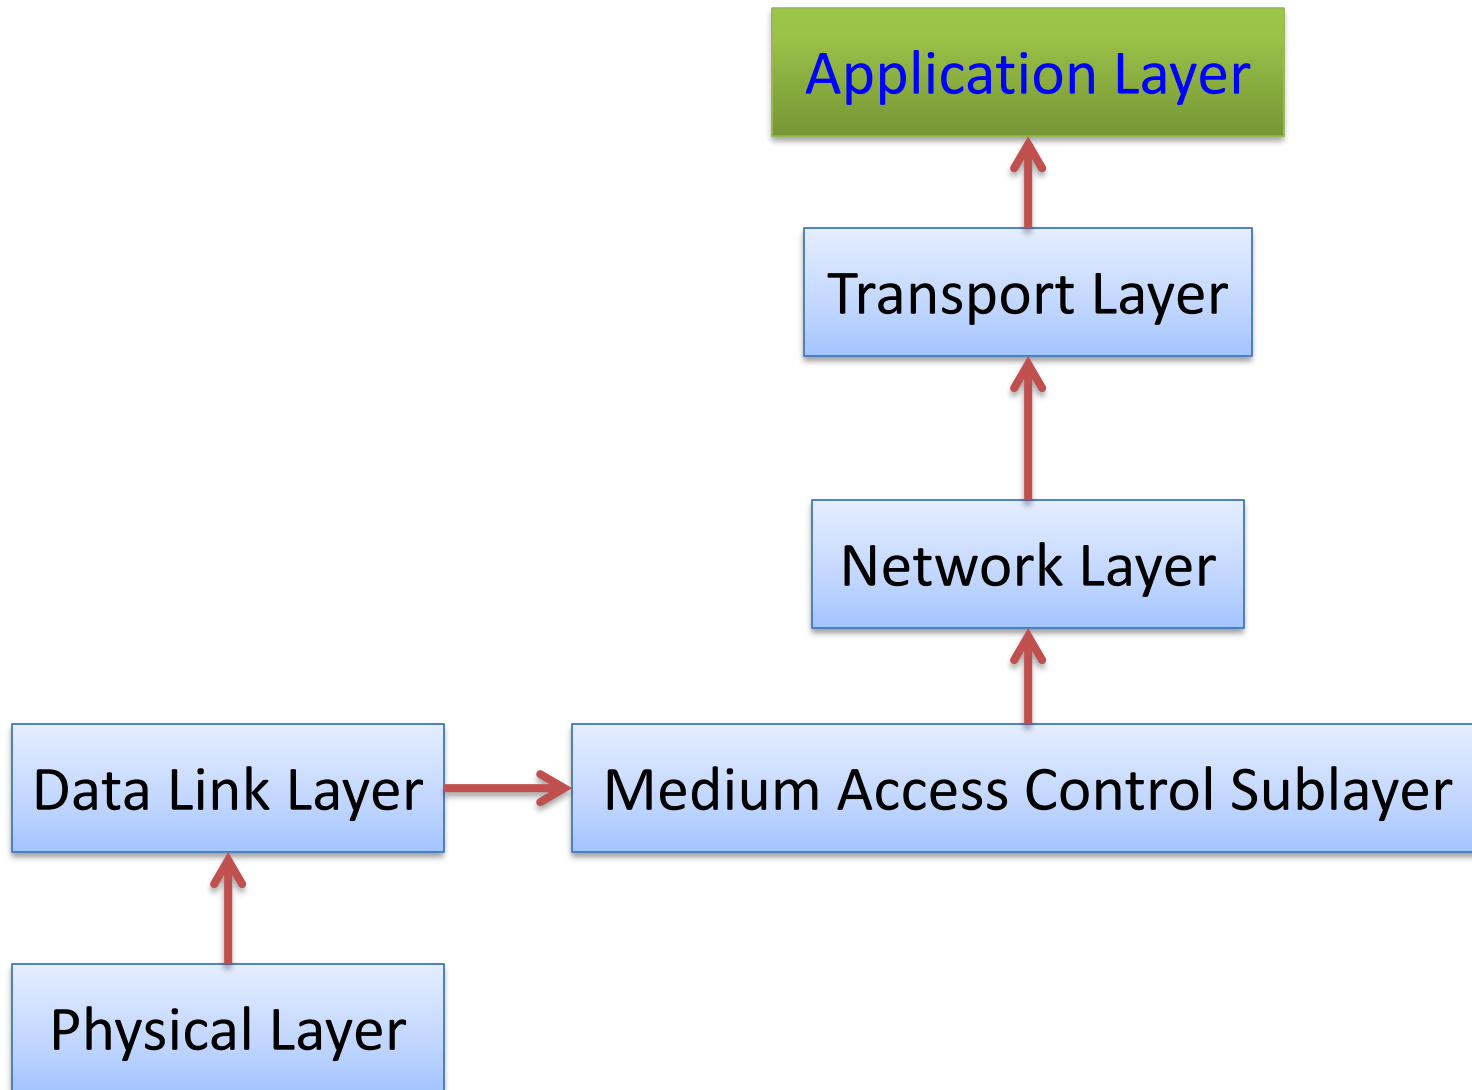 Application Layer
Transport Layer
Network Layer
Data Link Layer
Medium Access Control Sublayer
Physical Layer